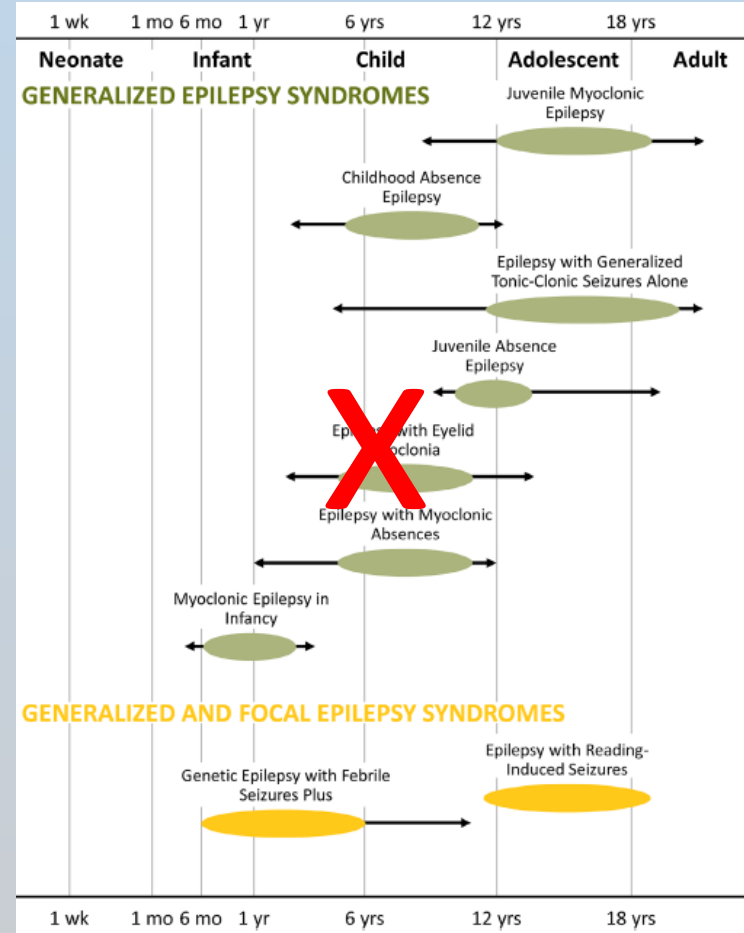 1 wk 1 mo 6 mo 1 yr 6 yrs 12 yrs 18 yrs
Neonate Infant Child Adolescent Adult
GENERALIZED EPILEPSY SYNDROMES
Juvenile Myoclonic
Epilepsy
Childhood Absence
Epilepsy
Epilepsy with Generalized
Tonic-Clonic Seizures Alone
Juvenile Absence
Epilepsy
with Eyelid
X
Epilepsy with Myoclonic
Absences
Myoclonic Epilepsy in
Infancy
GENERALIZED AND FOCAL EPILEPSY SYNDROMES
Epilepsy with Reading-
Induced Seizures
Genetic Epilepsy with Febrile
Seizures Plus
1 wk 1 mo 6 mo 1 yr 6 yrs 12 yrs 18 yrs